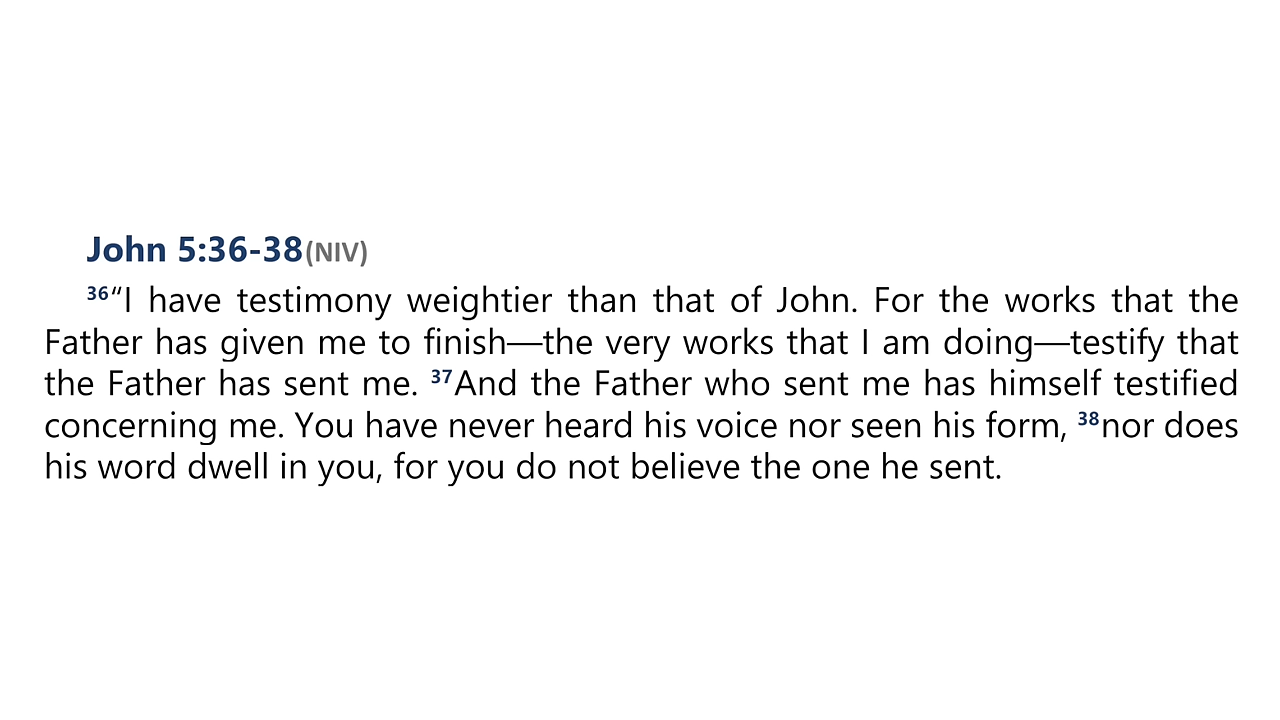 John 5:36-38(NIV)
36“I have testimony weightier than that of John. For the works that the
Father has given me to finish—the very works that I am doing—testify that
the Father has sent me. 37And the Father who sent me has himself testified
concerning me. You have never heard his voice nor seen his form, 38nor does
his word dwell in you, for you do not believe the one he sent.